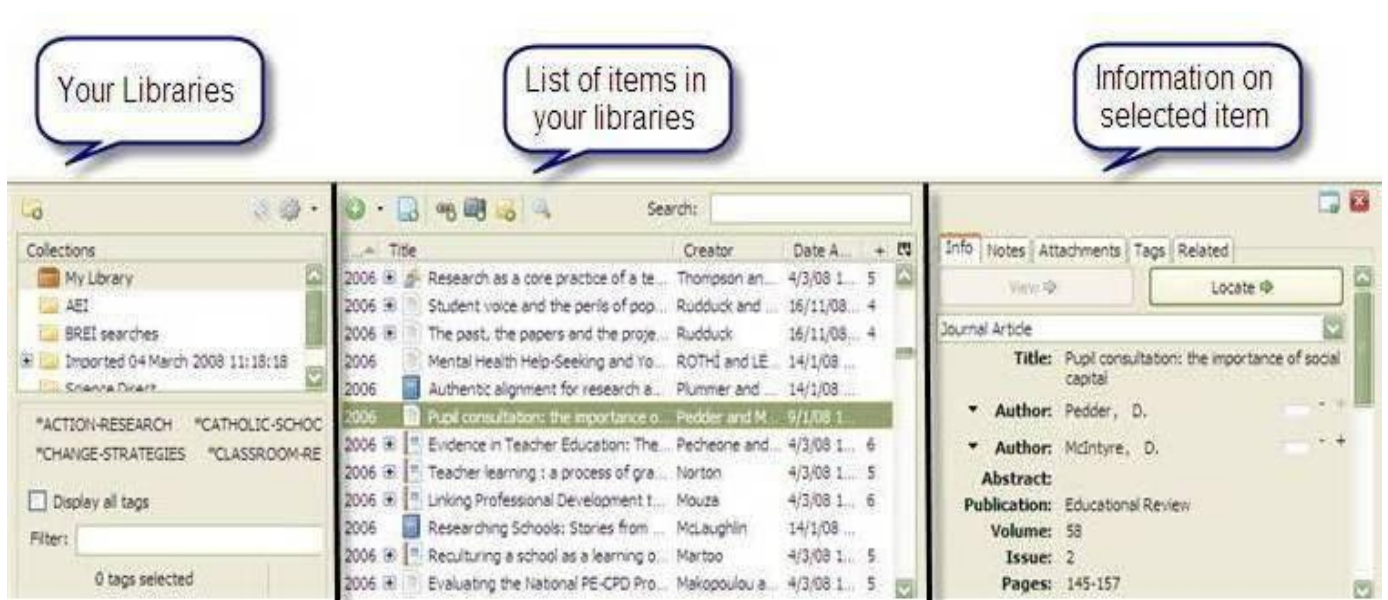 Your Libraries
List of items in
your libraries
Information on
selected item
Collections
My Library
AEI
BREI searches
Imported 04 March 2008 11:18:18
Science Direct
*ACTION-RESEARCH *CATHOLIC-SCHOC
*CHANGE-STRATEGIES *CLASSROOM-RE
Display all tags
Filter:
0 tags selected
Search:
... Title Creator Date A... +
2006 Research as a core practice of a te... Thompson an... 4/3/08 1... 5
2006 Student voice and the perils of pop... Rudduck and ... 16/11/08... 4
2006 The past, the papers and the proje... Rudduck 16/11/08... 4
2006 Mental Health Help-Seeking and Yo... ROTHÌ and LE... 14/1/08 ...
2006 Authentic alignment for research a... Plummer and ... 14/1/08 ...
2006 Pupil consultation: the importance o... Pedder and M... 9/1/08 1...
2006 Evidence in Teacher Education: The... Pecheone and... 4/3/08 1... 6
2006 Teacher learning : a process of gra... Norton 4/3/08 1... 5
2006 Linking Professional Development t... Mouza 4/3/08 1... 6
2006 Researching Schools: Stories from ... McLaughlin 14/1/08 ...
2006 Reculturing a school as a learning o... Martoo 4/3/08 1... 5
2006 Evaluating the National PE-CPD Pro... Makopoulou a... 4/3/08 1... 5
Info Notes Attachments Tags Related
View Locate
Journal Article
Title: Pupil consultation: the importance of social
capital
Author: Pedder, D.
Author: McIntyre, D.
Abstract:
Publication: Educational Review
Volume: 58
Issue: 2
Pages: 145-157